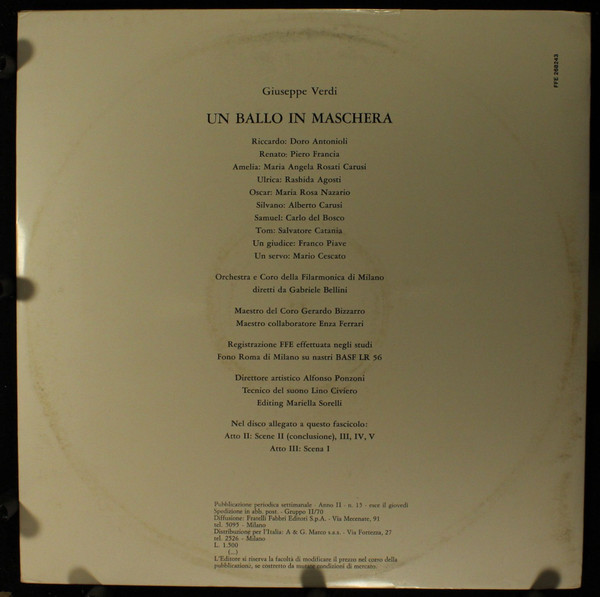 FFE 200243
Giuseppe Verdi
UN BALLO IN MASCHERA
Riccardo: Doro Antonioli
Renato: Piero Francia
Amelia: Maria Angela Rosati Carusi
Ulrica: Rashida Agosti
Oscar: Maria Rosa Nazario
Silvano: Alberto Carusi
Samuel: Carlo del Bosco
Tom: Salvatore Catania
Un giudice: Franco Piave
Un servo: Mario Cescato
Orchestra e Coro della Filarmonica di Milano
diretti da Gabriele Bellini
Maestro del Coro Gerardo Bizzarro
Maestro collaboratore Enza Ferrari
Registrazione FFE effettuata negli studi
Fono Roma di Milano su nastri BASF LR 56
Direttore artistico Alfonso Ponzoni
Tecnico del suono Lino Civiero
Editing Mariella Sorelli
Nel disco allegato a questo fascicolo:
Atto II: Scene II (conclusione), III, IV, V
Atto III: Scena I
Pubblicazione periodica settimanale - Anno II - n. 13 - esce il giovedì
Spedizione in abb. post. - Gruppo II/70
Diffusione: Fratelli Fabbri Editori S.p.A. - Via Mecenate, 91
tel. 5095 - Milano
Distribuzione per l'Italia: A & G. Marco s.a.s. - Via Fortezza, 27
tel. 2526 - Milano
L. 1.500
(...)
L'Editore si riserva la facoltà di modificare il prezzo nel corso della
pubblicazione, se costretto da mutate condizioni di mercato.